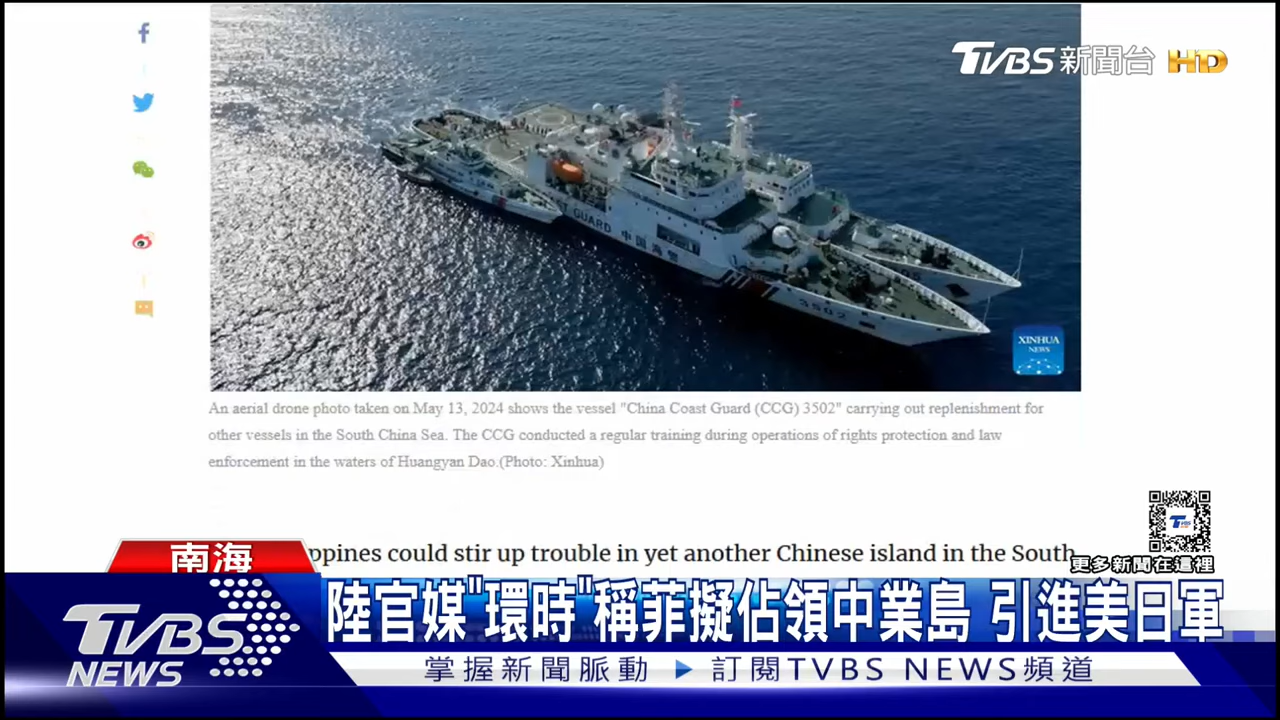 TVBS新聞台 HD
COAST GUARD 中国海警
3502
XINHUA
NEWS
An aerial drone photo taken on May 13, 2024 shows the vessel "China Coast Guard (CCG) 3502" carrying out replenishment for
other vessels in the South China Sea. The CCG conducted a regular training during operations of rights protection and law
enforcement in the waters of Huangyan Dao.(Photo: Xinhua)
TVBS
ppines could stir up trouble in yet another Chinese island in the South
更多新聞在這裡
南海
陸官媒"環時"稱菲擬佔領中業島 引進美日軍
TVBS
NEWS
掌握新聞脈動 ▶ 訂閱TVBS NEWS頻道